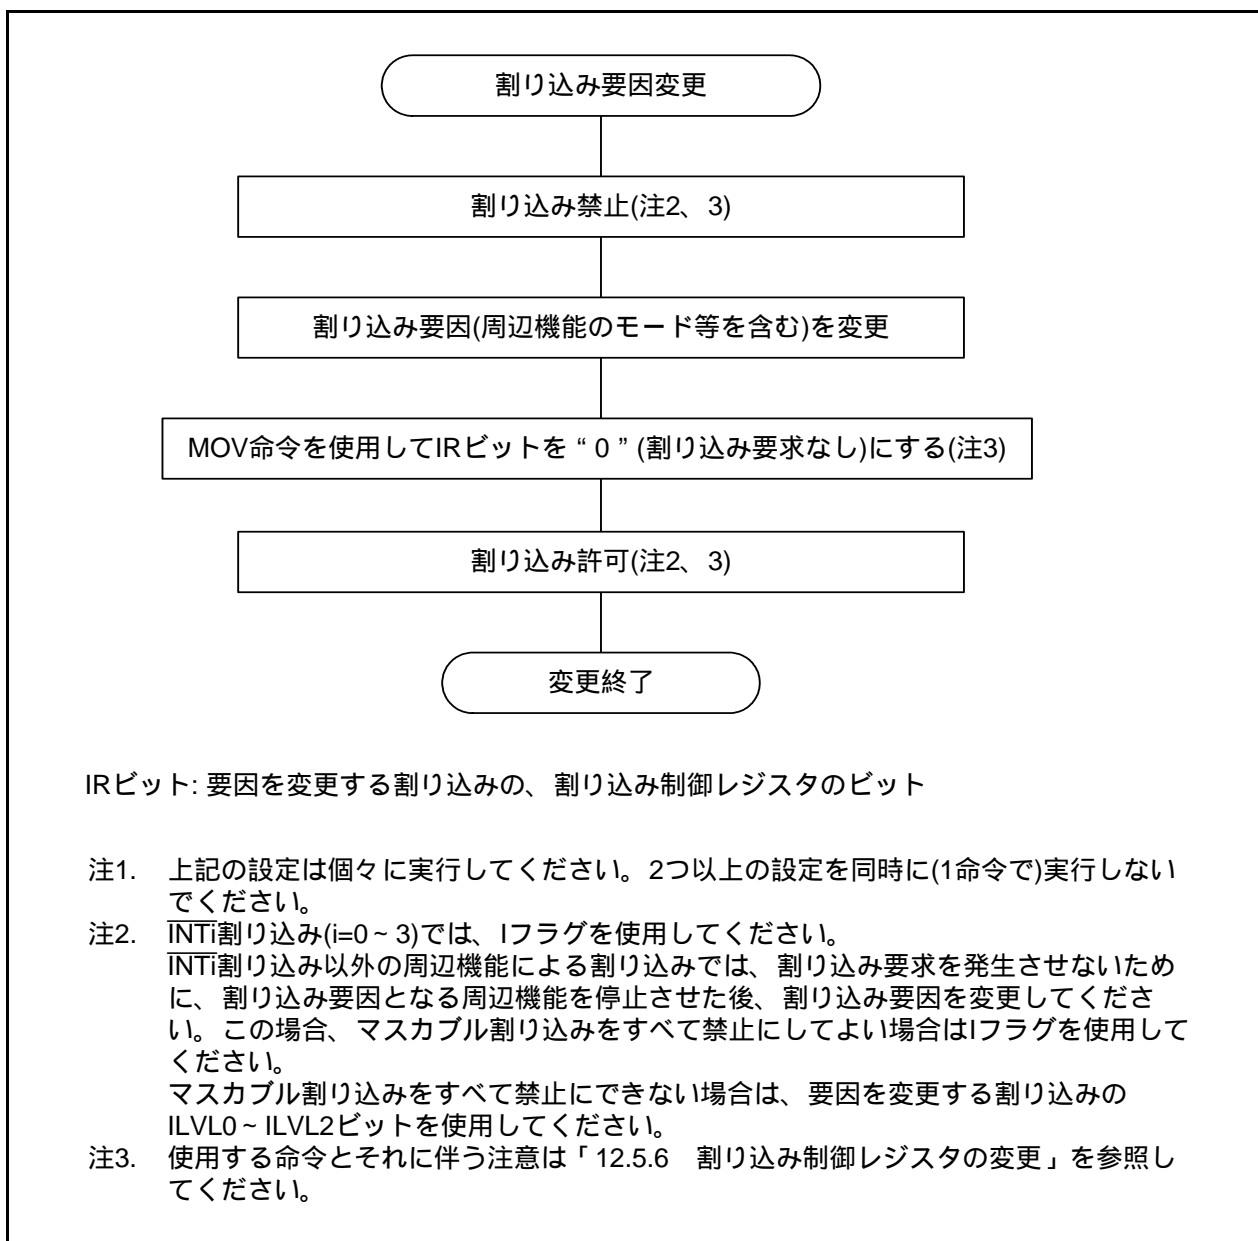 割り込み要因変更
割り込み禁止(注2、3)
割り込み要因(周辺機能のモード等を含む)を変更
MOV命令を使用してIRビットを“0”(割り込み要求なし)にする(注3)
割り込み許可(注2、3)
変更終了
IRビット: 要因を変更する割り込みの、割り込み制御レジスタのビット
注1. 上記の設定は個々に実行してください。2つ以上の設定を同時に(1命令で)実行しない
でください。
注2. INTi割り込み(i=0~3)では、Iフラグを使用してください。
INTi割り込み以外の周辺機能による割り込みでは、割り込み要求を発生させないため
に、割り込み要因となる周辺機能を停止させた後、割り込み要因を変更してくださ
い。この場合、マスカブル割り込みをすべて禁止にしてよい場合はIフラグを使用して
ください。
マスカブル割り込みをすべて禁止にできない場合は、要因を変更する割り込みの
ILVL0~ILVL2ビットを使用してください。
注3. 使用する命令とそれに伴う注意は「12.5.6 割り込み制御レジスタの変更」を参照し
てください。